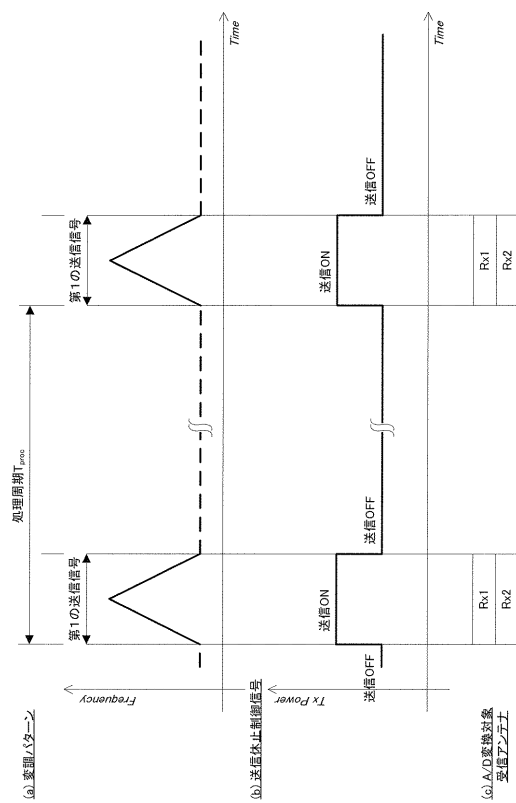 (a) 変調パターン
処理周期Tproc
第1の送信信号
第1の送信信号
Frequency
Time
(b) 送信休止制御信号
Tx Power
送信OFF
送信ON
送信OFF
送信ON
送信OFF
Time
(c) A/D変換対象
受信アンテナ
Rx1
Rx2
Rx1
Rx2